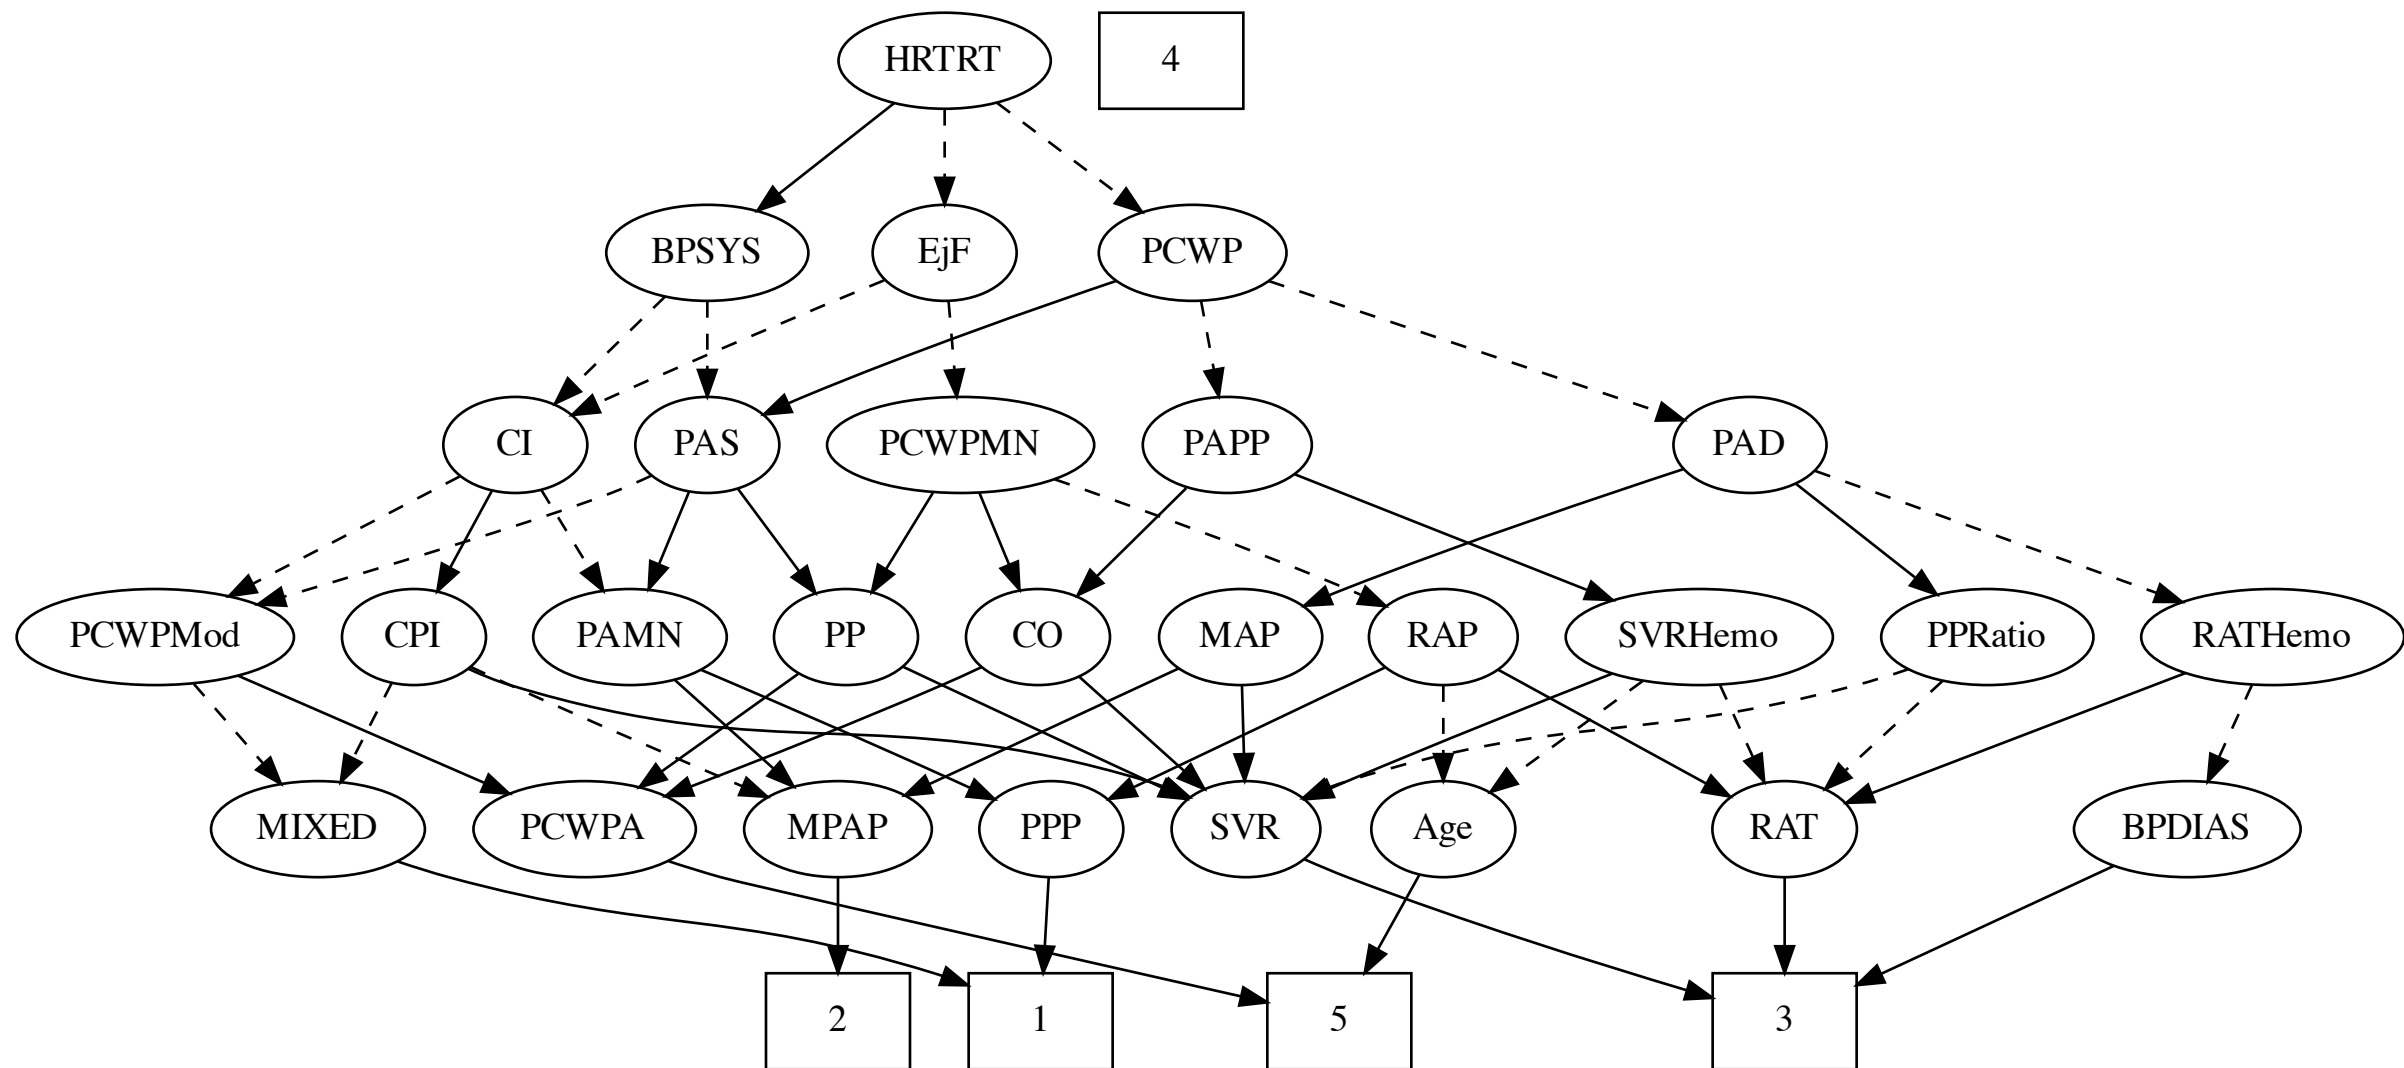 HRTRT
4
BPSYS
EjF
PCWP
CI
PAS
PCWPMN
PAPP
PAD
PCWPMod
CPI
PAMN
PP
CO
MAP
RAP
SVRHemo
PPRatio
RATHemo
MIXED
PCWPA
MPAP
PPP
SVR
Age
RAT
BPDIAS
2
1
5
3